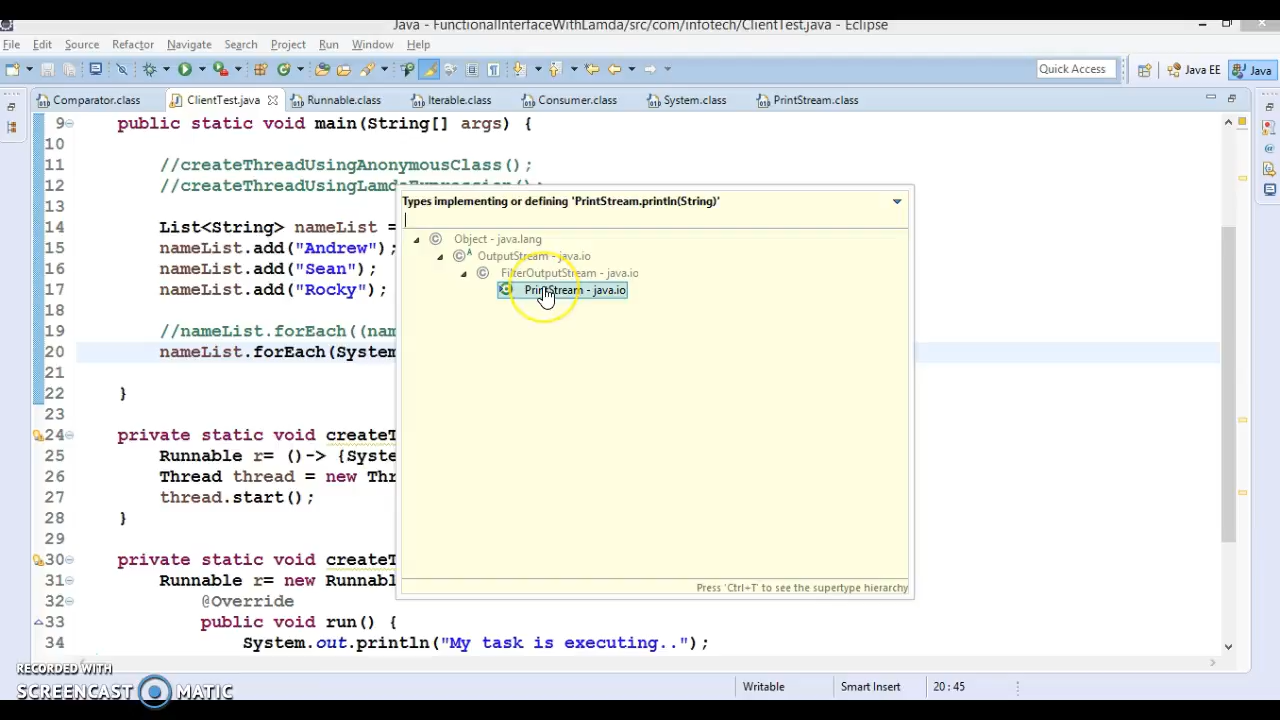 Java - FunctionalInterfaceWithLamda/src/com/infotech/ClientTest.java - Eclipse
File Edit Source Refactor Navigate Search Project Run Window Help
Quick Access Java EE Java
Comparator.class ClientTest.java Runnable.class Iterable.class Consumer.class System.class PrintStream.class
9 public static void main(String[] args) {
10
11 //createThreadUsingAnonymousClass();
12 //createThreadUsingLamdaExpression();
Types implementing or defining 'PrintStream.println(String)'
13
14 List<String> nameList =
Object - java.lang
15 nameList.add("Andrew");
OutputStream - java.io
16 nameList.add("Sean");
FilterOutputStream - java.io
17 nameList.add("Rocky");
PrintStream - java.io
18
19 //nameList.forEach((nam
20 nameList.forEach(System
21
22 }
23
24 private static void createT
25 Runnable r= ()-> {Syste
26 Thread thread = new Thr
27 thread.start();
28 }
29
30 private static void createT
31 Runnable r= new Runnabl
Press 'Ctrl+T' to see the supertype hierarchy
32 @Override
33 public void run() {
34 System.out.println("My task is executing..");
RECORDED WITH
SCREENCAST MATIC
Writable Smart Insert 20 : 45